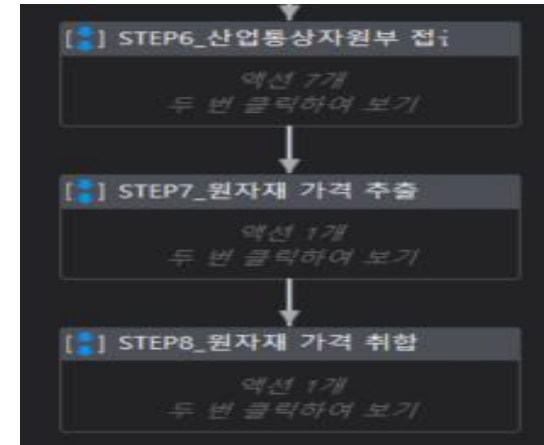 [ ] STEP6_산업통상자원부 접
액션 7개
두 번 클릭하여 보기
[ ] STEP7_원자재 가격 추출
액션 1개
두 번 클릭하여 보기
[ ] STEP8_원자재 가격 취합
액션 1개
두 번 클릭하여 보기